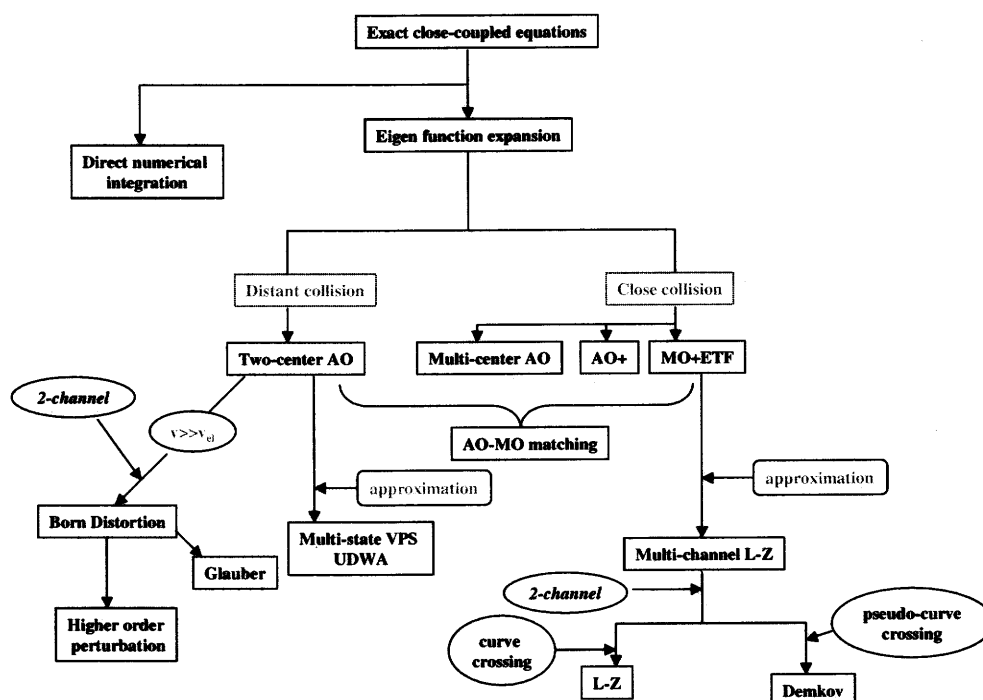 Exact close-coupled equations
Eigen function expansion
Direct numerical
integration
Distant collision
Close collision
Two-center AO
Multi-center AO
AO+
MO+ETF
2-channel
v>>v_el
AO-MO matching
approximation
approximation
Born Distortion
Multi-state VPS
UDWA
Glauber
Multi-channel L-Z
2-channel
Higher order
perturbation
curve
crossing
pseudo-curve
crossing
L-Z
Demkov